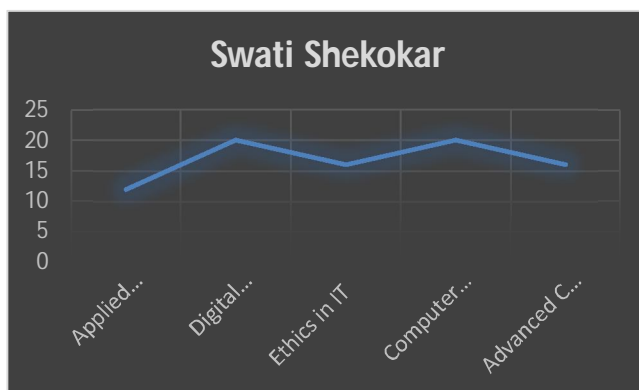 Swati Shekokar
25
20
15
10
5
0
Applied...
Digital...
Ethics in IT
Computer...
Advanced C...